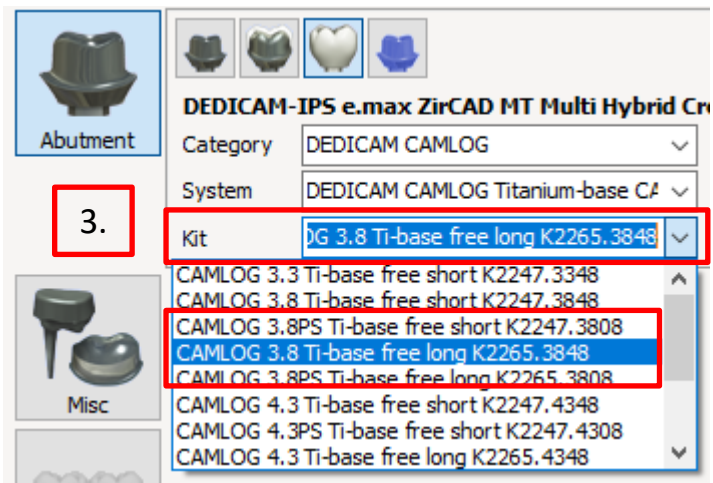 DEDICAM-IPS e.max ZirCAD MT Multi Hybrid Cr
Abutment
Category DEDICAM CAMLOG
System DEDICAM CAMLOG Titanium-base CA
3.
Kit OG 3.8 Ti-base free long K2265.3848
CAMLOG 3.3 Ti-base free short K2247.3348
CAMLOG 3.8 Ti-base free short K2247.3848
CAMLOG 3.8PS Ti-base free short K2247.3808
CAMLOG 3.8 Ti-base free long K2265.3848
CAMLOG 3.8PS Ti-base free long K2265.3808
Misc
CAMLOG 4.3 Ti-base free short K2247.4348
CAMLOG 4.3PS Ti-base free short K2247.4308
CAMLOG 4.3 Ti-base free long K2265.4348